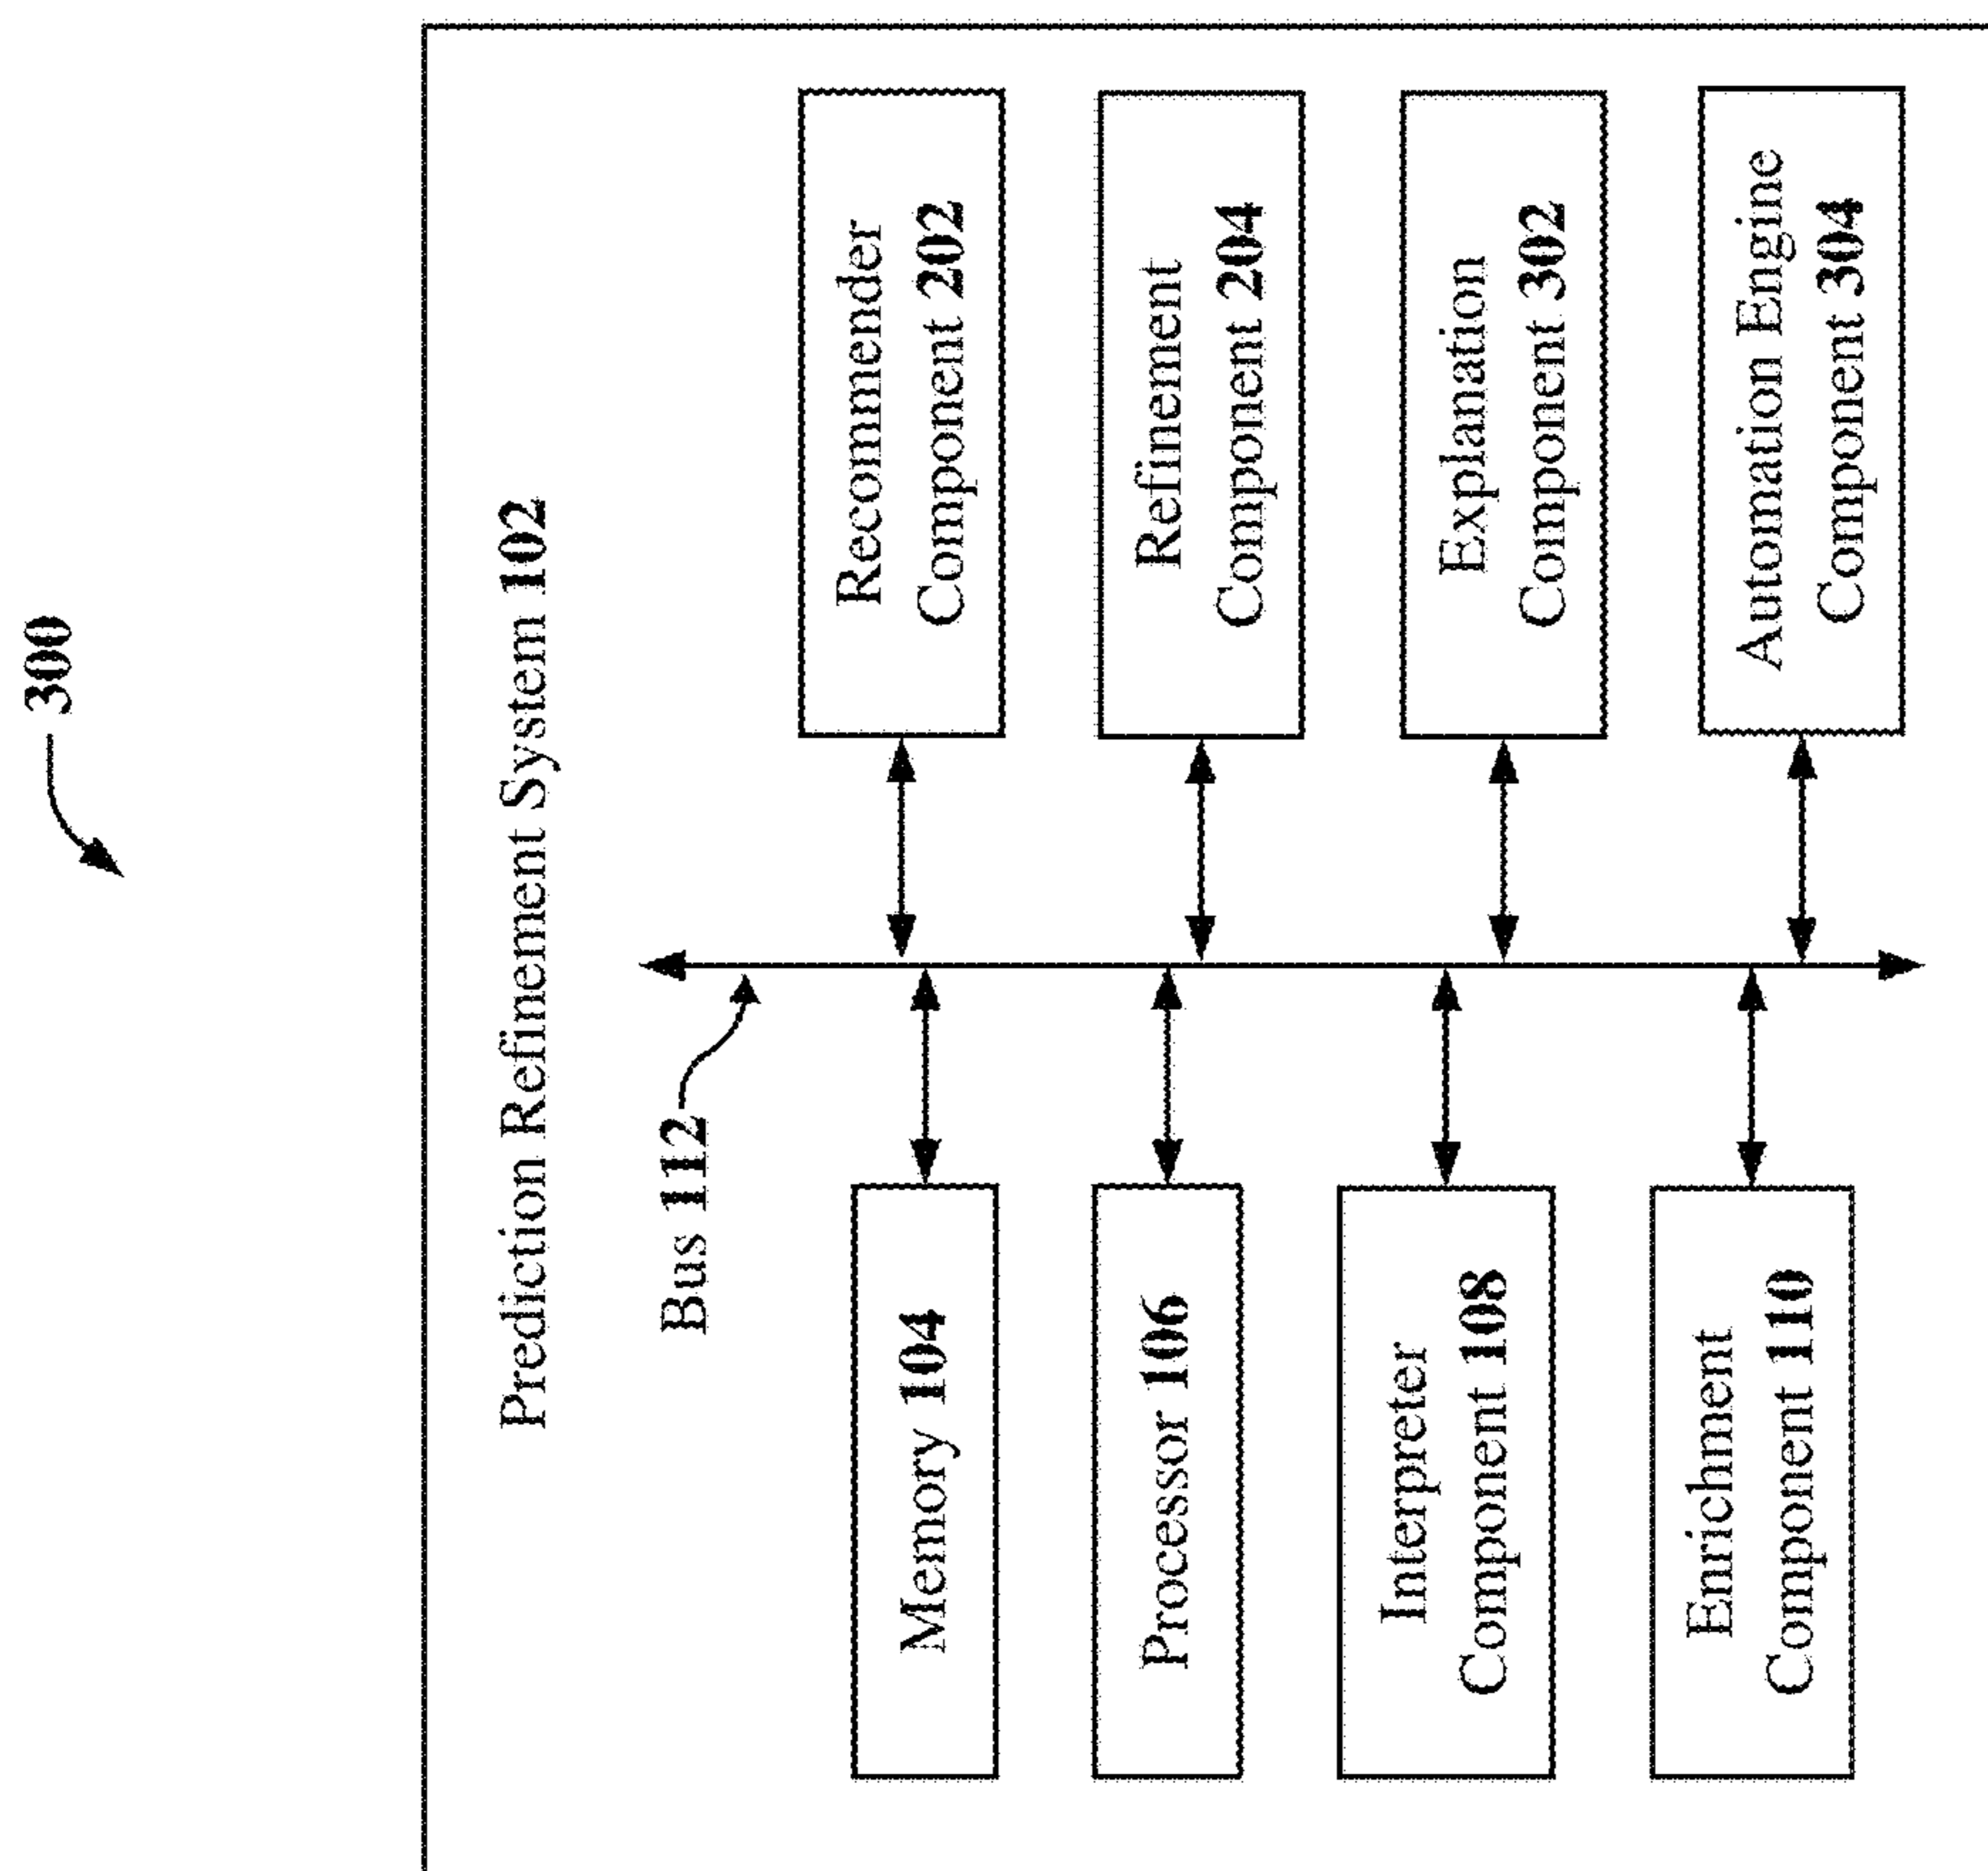 300
Prediction Refinement System 102
Bus 112
Memory 104
Recommender
Component 202
Processor 106
Refinement
Component 204
Interpreter
Component 108
Explanation
Component 302
Enrichment
Component 110
Automation Engine
Component 304